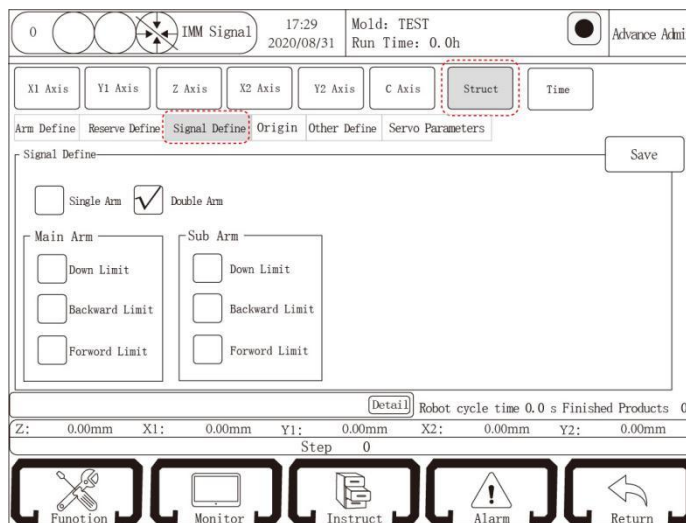 0 IMM Signal 17:29 Mold: TEST Advance Admi
2020/08/31 Run Time: 0.0h
X1 Axis Y1 Axis Z Axis X2 Axis Y2 Axis C Axis Struct Time
Arm Define Reserve Define Signal Define Origin Other Define Servo Parameters
Signal Define Save
Single Arm Double Arm
Main Arm Sub Arm
Down Limit Down Limit
Backward Limit Backward Limit
Forword Limit Forword Limit
Detail Robot cycle time 0.0 s Finished Products 0
Z: 0.00mm X1: 0.00mm Y1: 0.00mm X2: 0.00mm Y2: 0.00mm
Step 0
Funotion Monitor Instruct Alarm Return